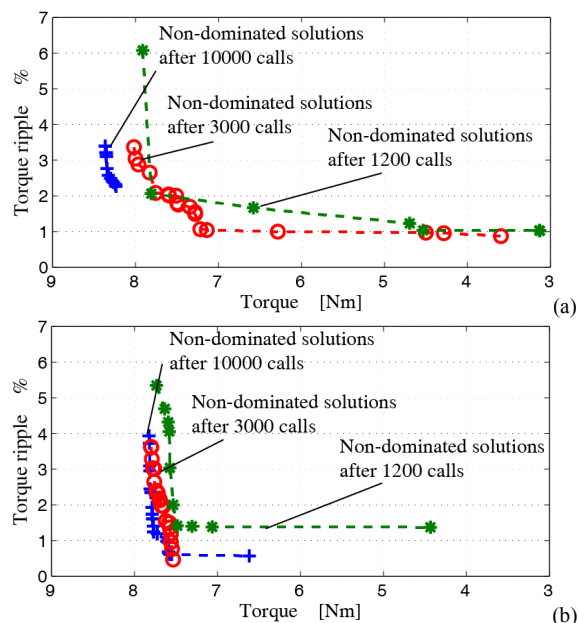 7
6
5
4
3
2
1
0
Torque ripple %
Non-dominated solutions
after 10000 calls
Non-dominated solutions
after 3000 calls
Non-dominated solutions
after 1200 calls
9 8 7 6 5 4 3
Torque [Nm]
(a)
7
6
5
4
3
2
1
0
Torque ripple %
Non-dominated solutions
after 10000 calls
Non-dominated solutions
after 3000 calls
Non-dominated solutions
after 1200 calls
9 8 7 6 5 4 3
Torque [Nm]
(b)